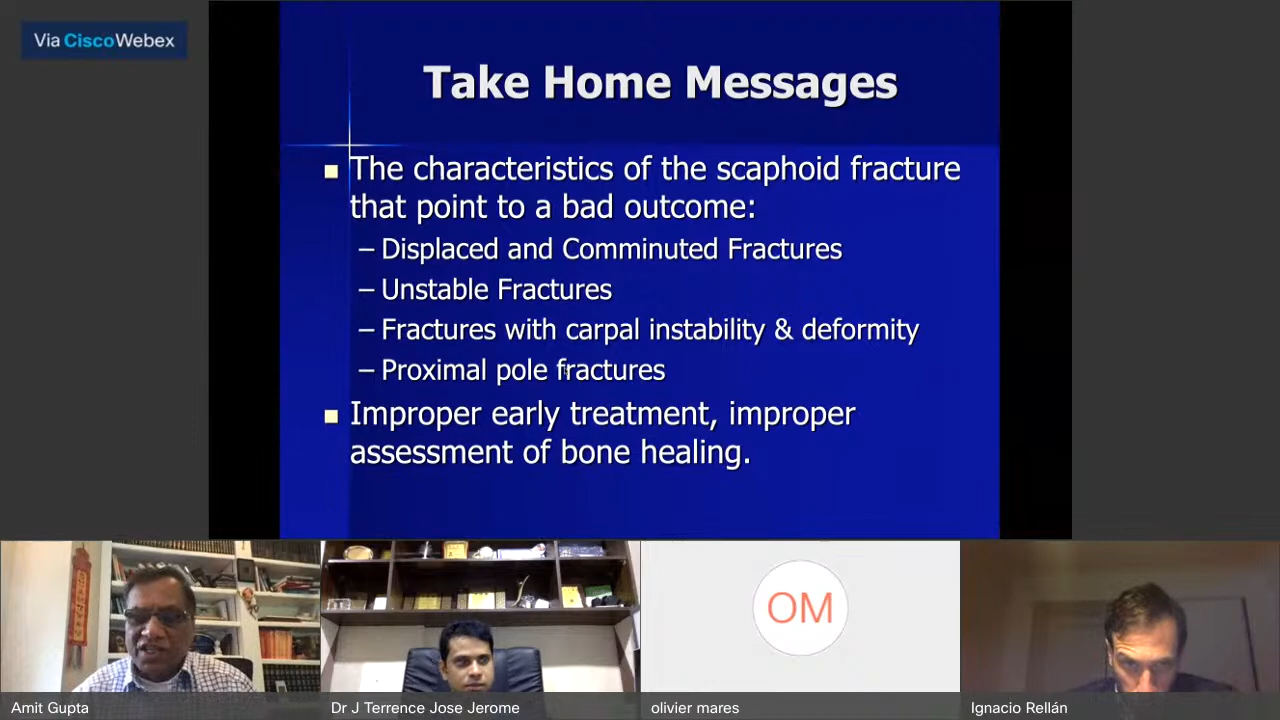 Via CiscoWebex
Take Home Messages
The characteristics of the scaphoid fracture
that point to a bad outcome:
– Displaced and Comminuted Fractures
– Unstable Fractures
– Fractures with carpal instability & deformity
– Proximal pole fractures
Improper early treatment, improper
assessment of bone healing.
OM
Amit Gupta
Dr J Terrence Jose Jerome
olivier mares
Ignacio Rellán